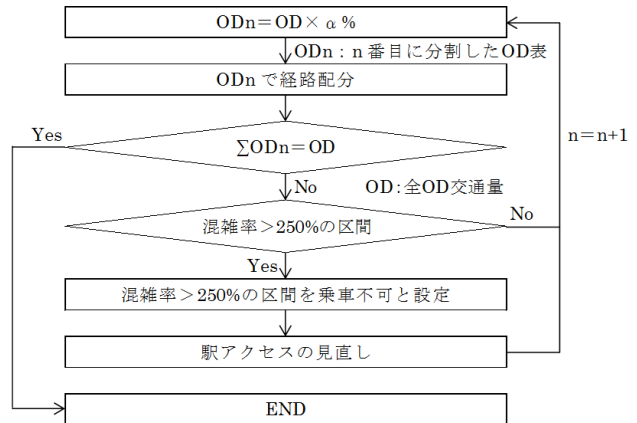 ODn＝OD×α%
ODn：n番目に分割したOD表
ODnで経路配分
Yes
n＝n+1
∑ODn＝OD
No
OD：全OD交通量
No
混雑率＞250%の区間
Yes
混雑率＞250%の区間を乗車不可と設定
駅アクセスの見直し
END